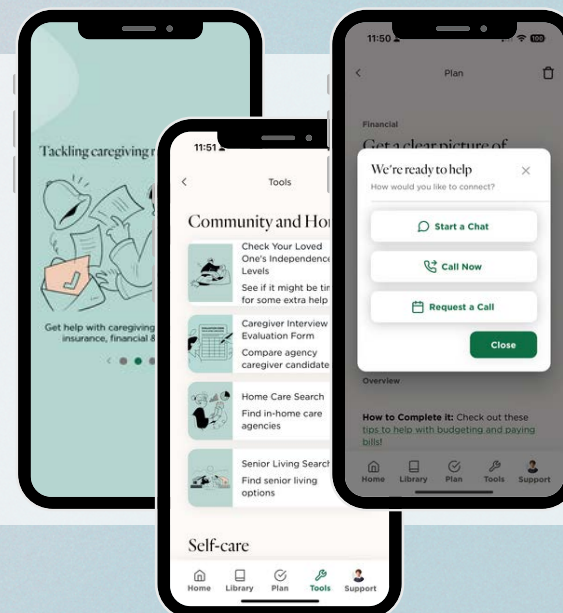 Tackling caregiving
Get help with caregiving
insurance, financial &
11:51
Tools
Community and
Check Your Loved
One's Independence
Levels
See if it might be
for some extra help
Caregiver Interview
Evaluation Form
Compare agency
caregiver
Home Care Search
Find in-home care
agencies
Senior Living Search
Find senior living
options
Self-care
Home Library Plan Tools Support
11:50
100
Plan
Financial
Get a clear picture of
We're ready to help
How would you like to connect?
Start a Chat
Call Now
Request a Call
Close
Overview
How to Complete it: Check out these
tips to help with budgeting and paying
bills!
Home Library Plan Tools Support